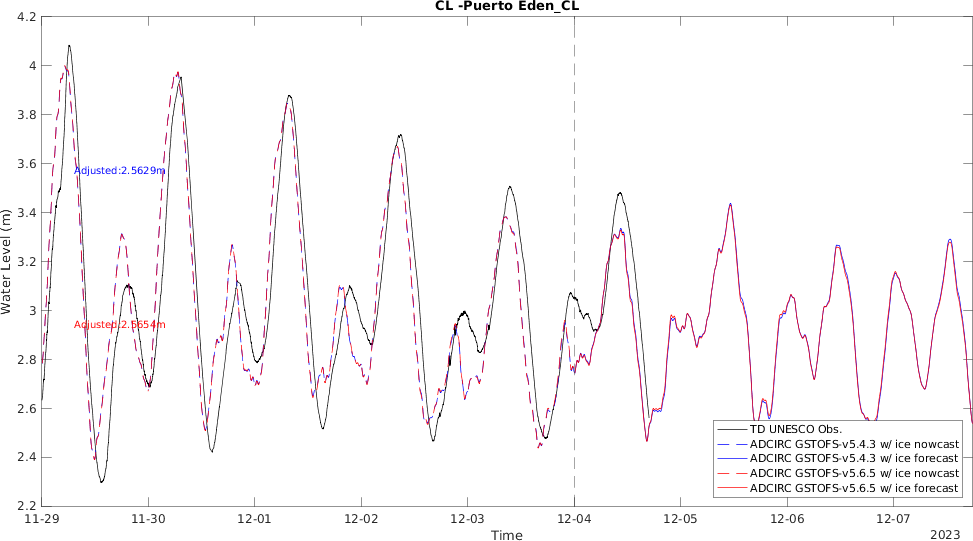 CL -Puerto Eden_CL
4.2
4
3.8
3.6
3.4
3.2
3
2.8
2.6
2.4
2.2
Water Level (m)
Adjusted:2.5629m
Adjusted:2.5654m
TD UNESCO Obs.
ADCIRC GSTOFS-v5.4.3 w/ ice nowcast
ADCIRC GSTOFS-v5.4.3 w/ ice forecast
ADCIRC GSTOFS-v5.6.5 w/ ice nowcast
ADCIRC GSTOFS-v5.6.5 w/ ice forecast
11-29 11-30 12-01 12-02 12-03 12-04 12-05 12-06 12-07
Time
2023